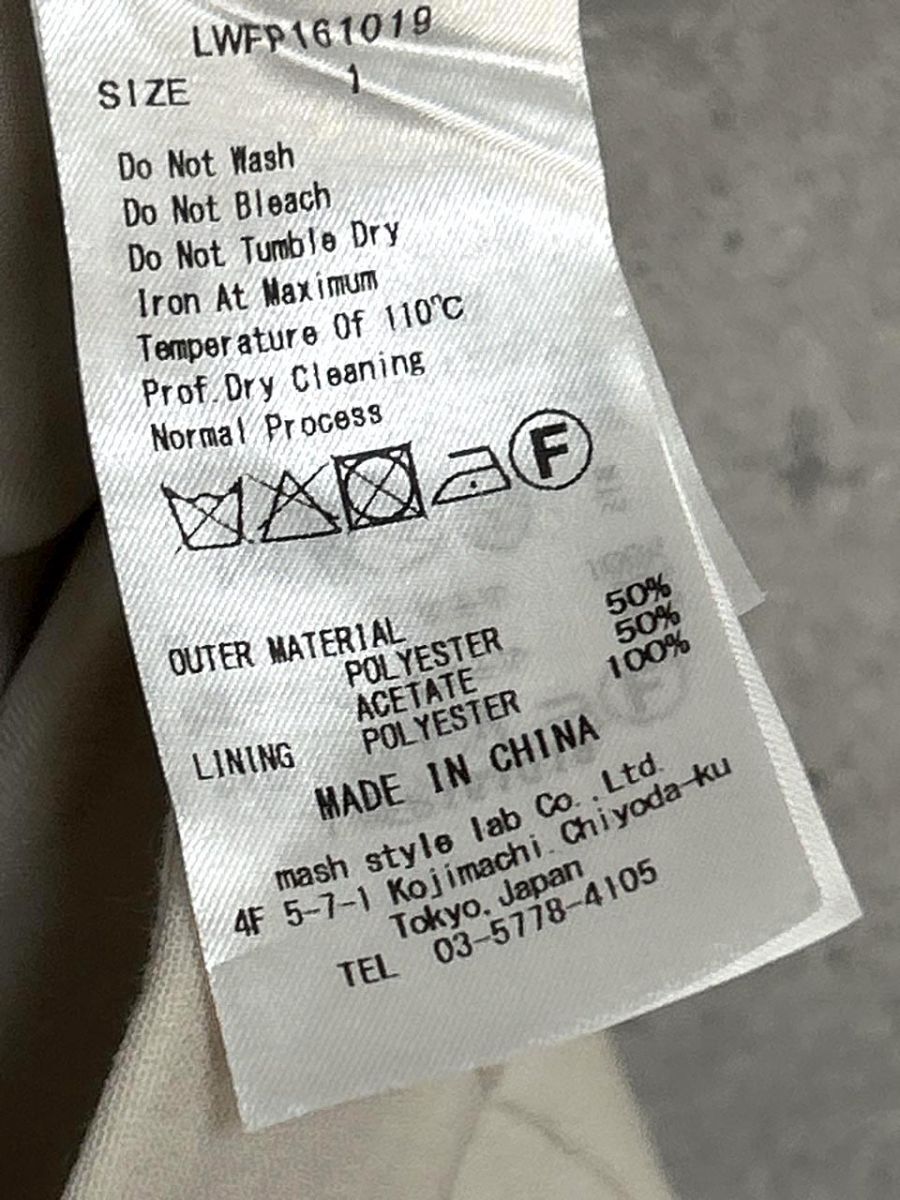 LWFP161019
SIZE 1
Do Not Wash
Do Not Bleach
Do Not Tumble Dry
Iron At Maximum
Temperature Of 110℃
Prof.Dry Cleaning
Normal Process
F
OUTER MATERIAL
POLYESTER 50%
ACETATE 50%
LINING POLYESTER 100%
MADE IN CHINA
mash style lab Co.,Ltd.
4F 5-7-1 Kojimachi.Chiyoda-ku
Tokyo.Japan
TEL 03-5778-4105